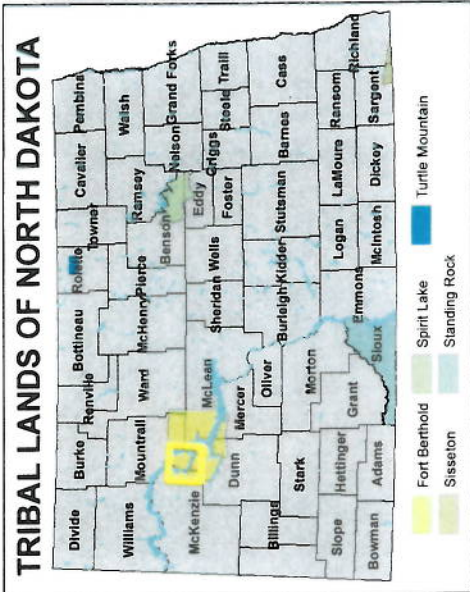 TRIBAL LANDS OF NORTH DAKOTA
Divide
Burke
Renville
Bottineau
Rolette
Towner
Cavalier
Pembina
Williams
Mountrall
Ward
McHenry
Pierce
Ramsey
Walsh
Benson
Nelson
Grand Forks
McKenzie
McLean
Sheridan
Wells
Eddy
Foster
Griggs
Steele
Traill
Dunn
Mercer
Oliver
Billings
Stark
Morton
Burleigh
Kidder
Stutsman
Barnes
Cass
Slope
Hettinger
Grant
Emmons
Logan
LaMoure
Ransom
Richland
Bowman
Adams
Sioux
McIntosh
Dickey
Sargent
Fort Berthold
Spirit Lake
Turtle Mountain
Sisseton
Standing Rock